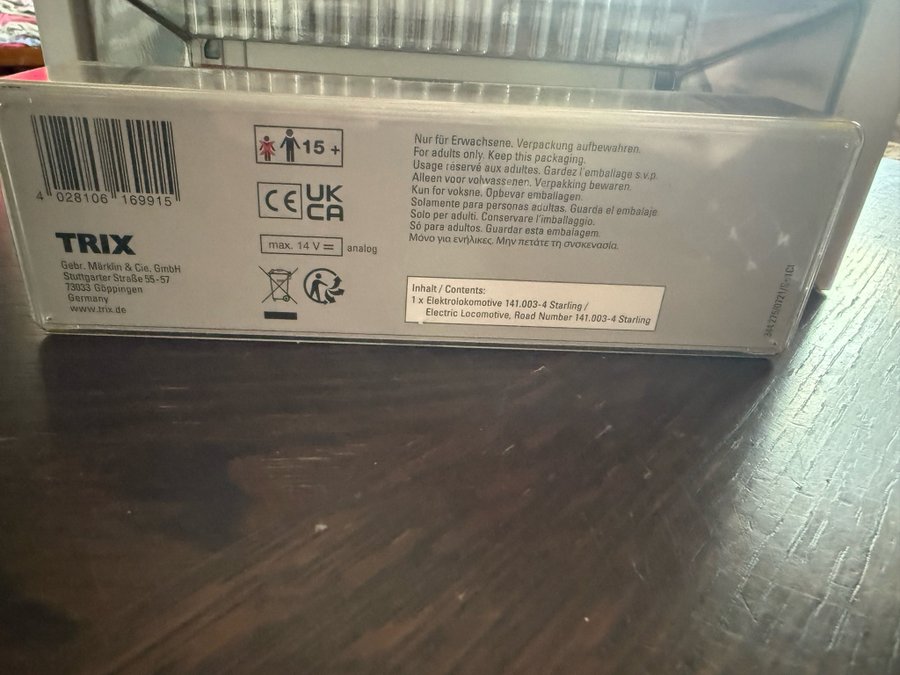 4 028106 169915
TRIX
Gebr. Märklin & Cie. GmbH
Stuttgarter Straße 55-57
73033 Göppingen
Germany
www.trix.de
15 +
CE
UK
CA
max. 14 V
analog
Nur für Erwachsene. Verpackung aufbewahren.
For adults only. Keep this packaging.
Usage réservé aux adultes. Gardez l'emballage s.v.p.
Alleen voor volwassenen. Verpakking bewaren.
Kun for voksne. Opbevar emballagen.
Solamente para personas adultas. Guarda el embalaje.
Solo per adulti. Conservare l'imballaggio.
Só para adultos. Guardar esta embalagem.
Μόνο για ενήλικες. Μην πετάτε τη συσκευασία.
Inhalt / Contents:
1 x Elektrolokomotive 141.003-4 Starling /
Electric Locomotive, Road Number 141.003-4 Starling